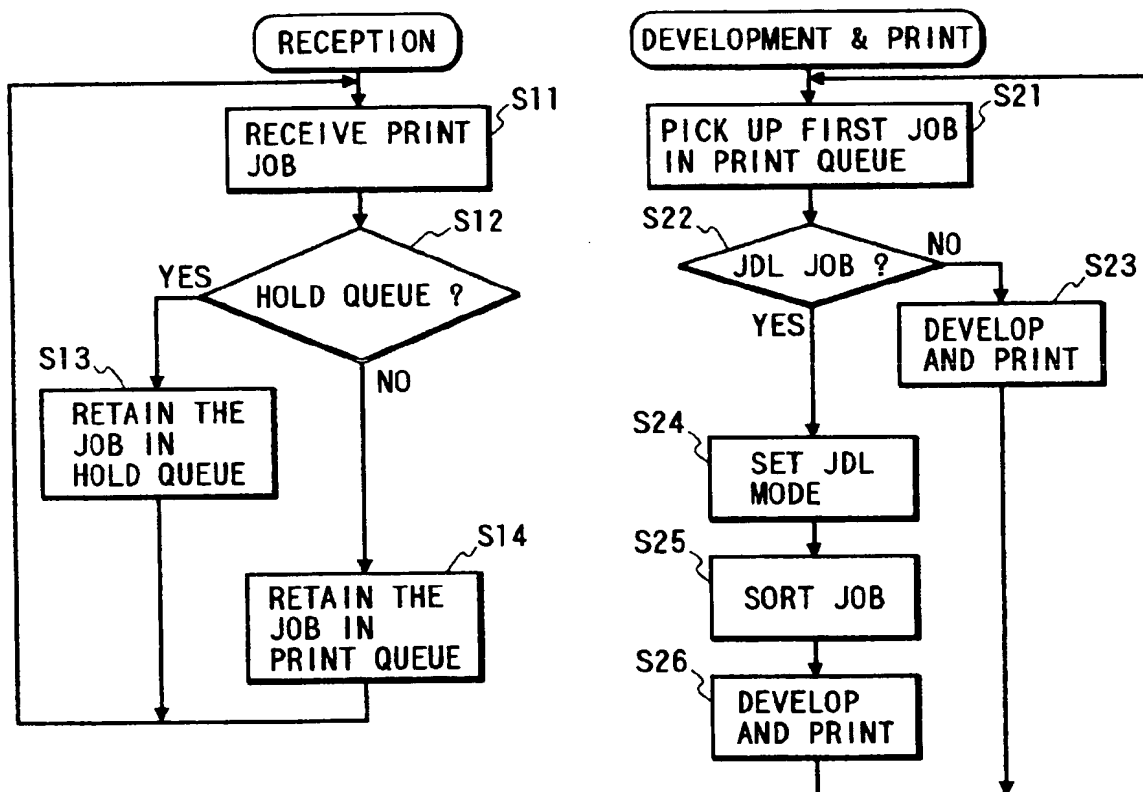 RECEPTION
S11
RECEIVE PRINT
JOB
S12
HOLD QUEUE ?
YES
NO
S13
RETAIN THE
JOB IN
HOLD QUEUE
S14
RETAIN THE
JOB IN
PRINT QUEUE
DEVELOPMENT & PRINT
S21
PICK UP FIRST JOB
IN PRINT QUEUE
S22
JDL JOB ?
NO
YES
S23
DEVELOP
AND PRINT
S24
SET JDL
MODE
S25
SORT JOB
S26
DEVELOP
AND PRINT